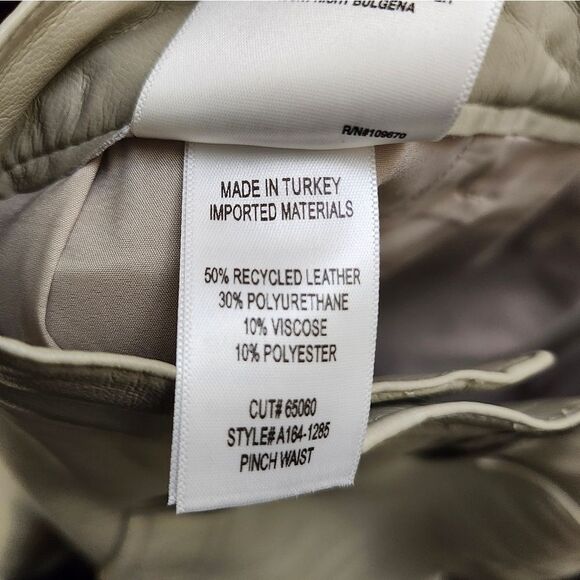 BULGENA
R/N#109670
MADE IN TURKEY
IMPORTED MATERIALS
50% RECYCLED LEATHER
30% POLYURETHANE
10% VISCOSE
10% POLYESTER
CUT# 65060
STYLE# A164-1285
PINCH WAIST